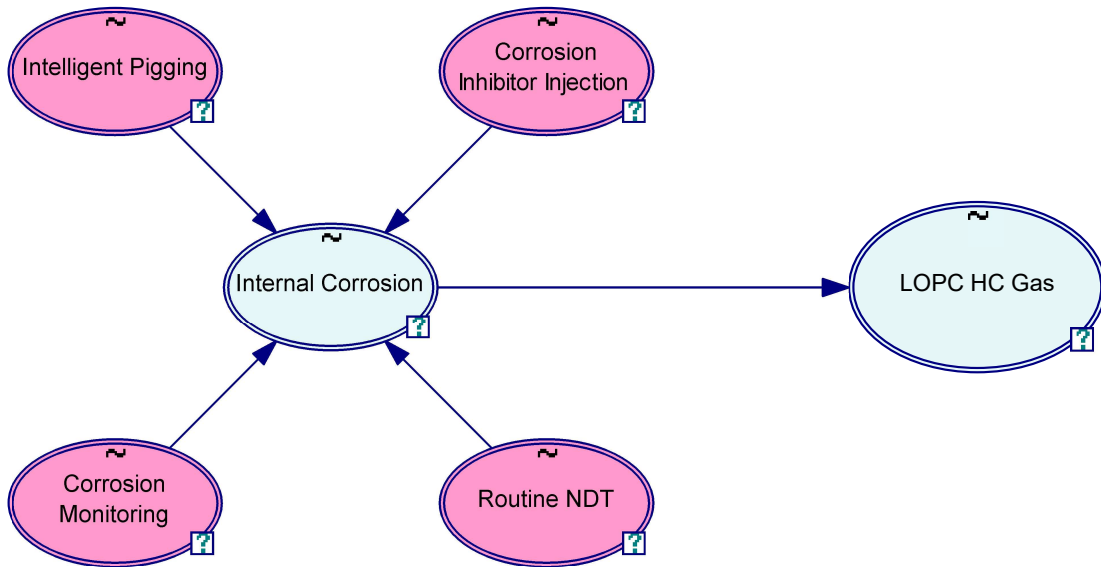 ~
Intelligent Pigging
?
~
Corrosion
Inhibitor Injection
?
~
Internal Corrosion
?
~
LOPC HC Gas
?
~
Corrosion
Monitoring
?
~
Routine NDT
?